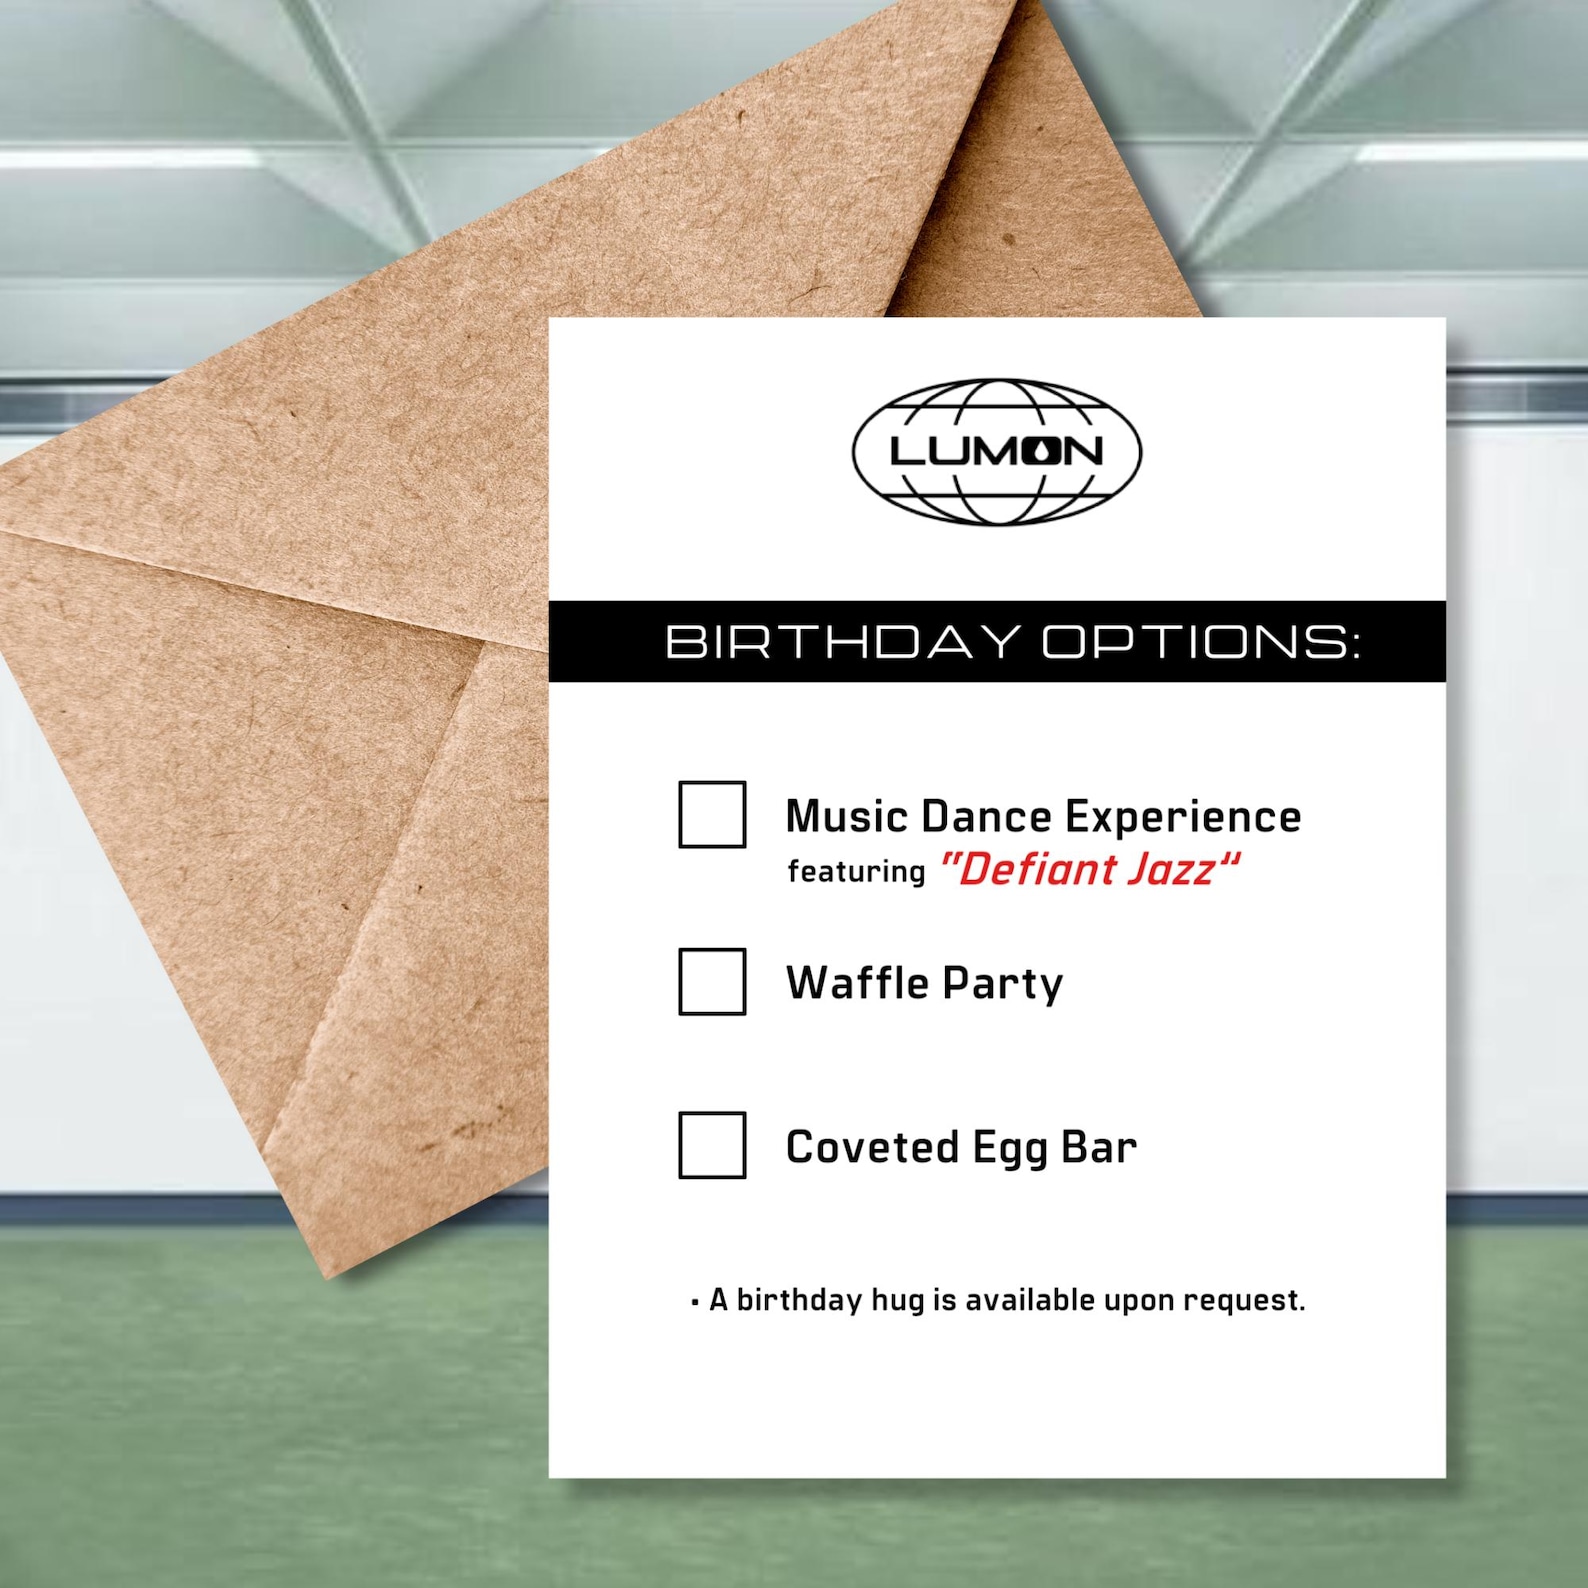 LUMON
BIRTHDAY OPTIONS:
Music Dance Experience
featuring "Defiant Jazz"
Waffle Party
Coveted Egg Bar
• A birthday hug is available upon request.